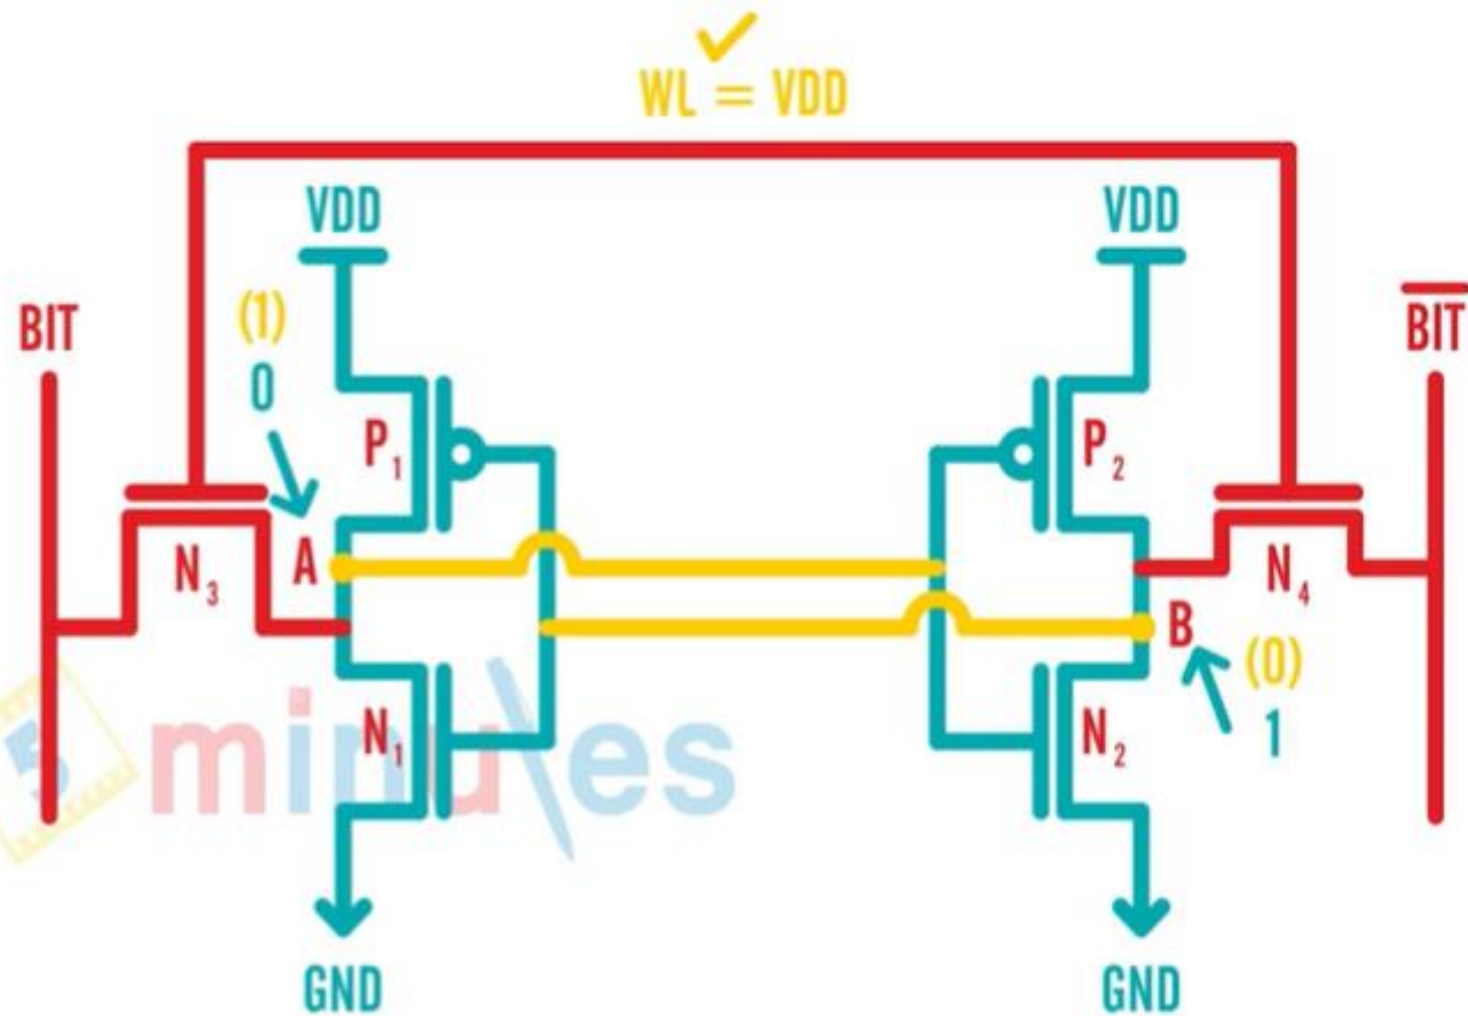 WL = VDD
VDD
VDD
BIT
(1)
0
BIT
P1
P2
N3
A
N4
B
(0)
1
N1
N2
5 minutes
GND
GND